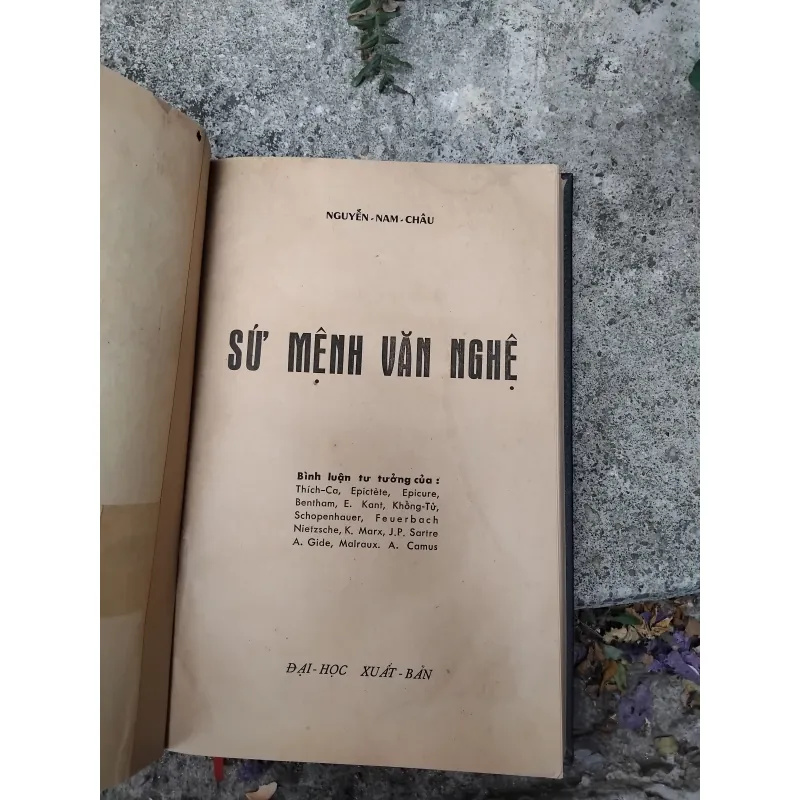 NGUYỄN-NAM-CHÂU
SỨ MỆNH VĂN NGHỆ
Bình luận tư tưởng của :
Thích-Ca, Epictète, Epicure,
Bentham, E. Kant, Khổng-Tử,
Schopenhauer, Feuerbach
Nietzsche, K. Marx, J.P. Sartre
A. Gide, Malraux. A. Camus
ĐẠI-HỌC XUẤT-BẢN